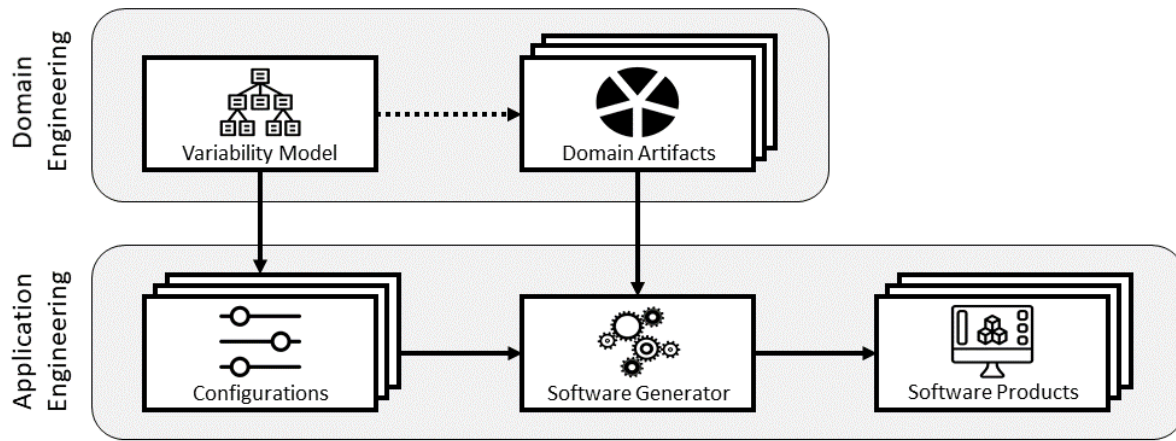 Domain
Engineering
Variability Model
Domain Artifacts
Application
Engineering
Configurations
Software Generator
Software Products